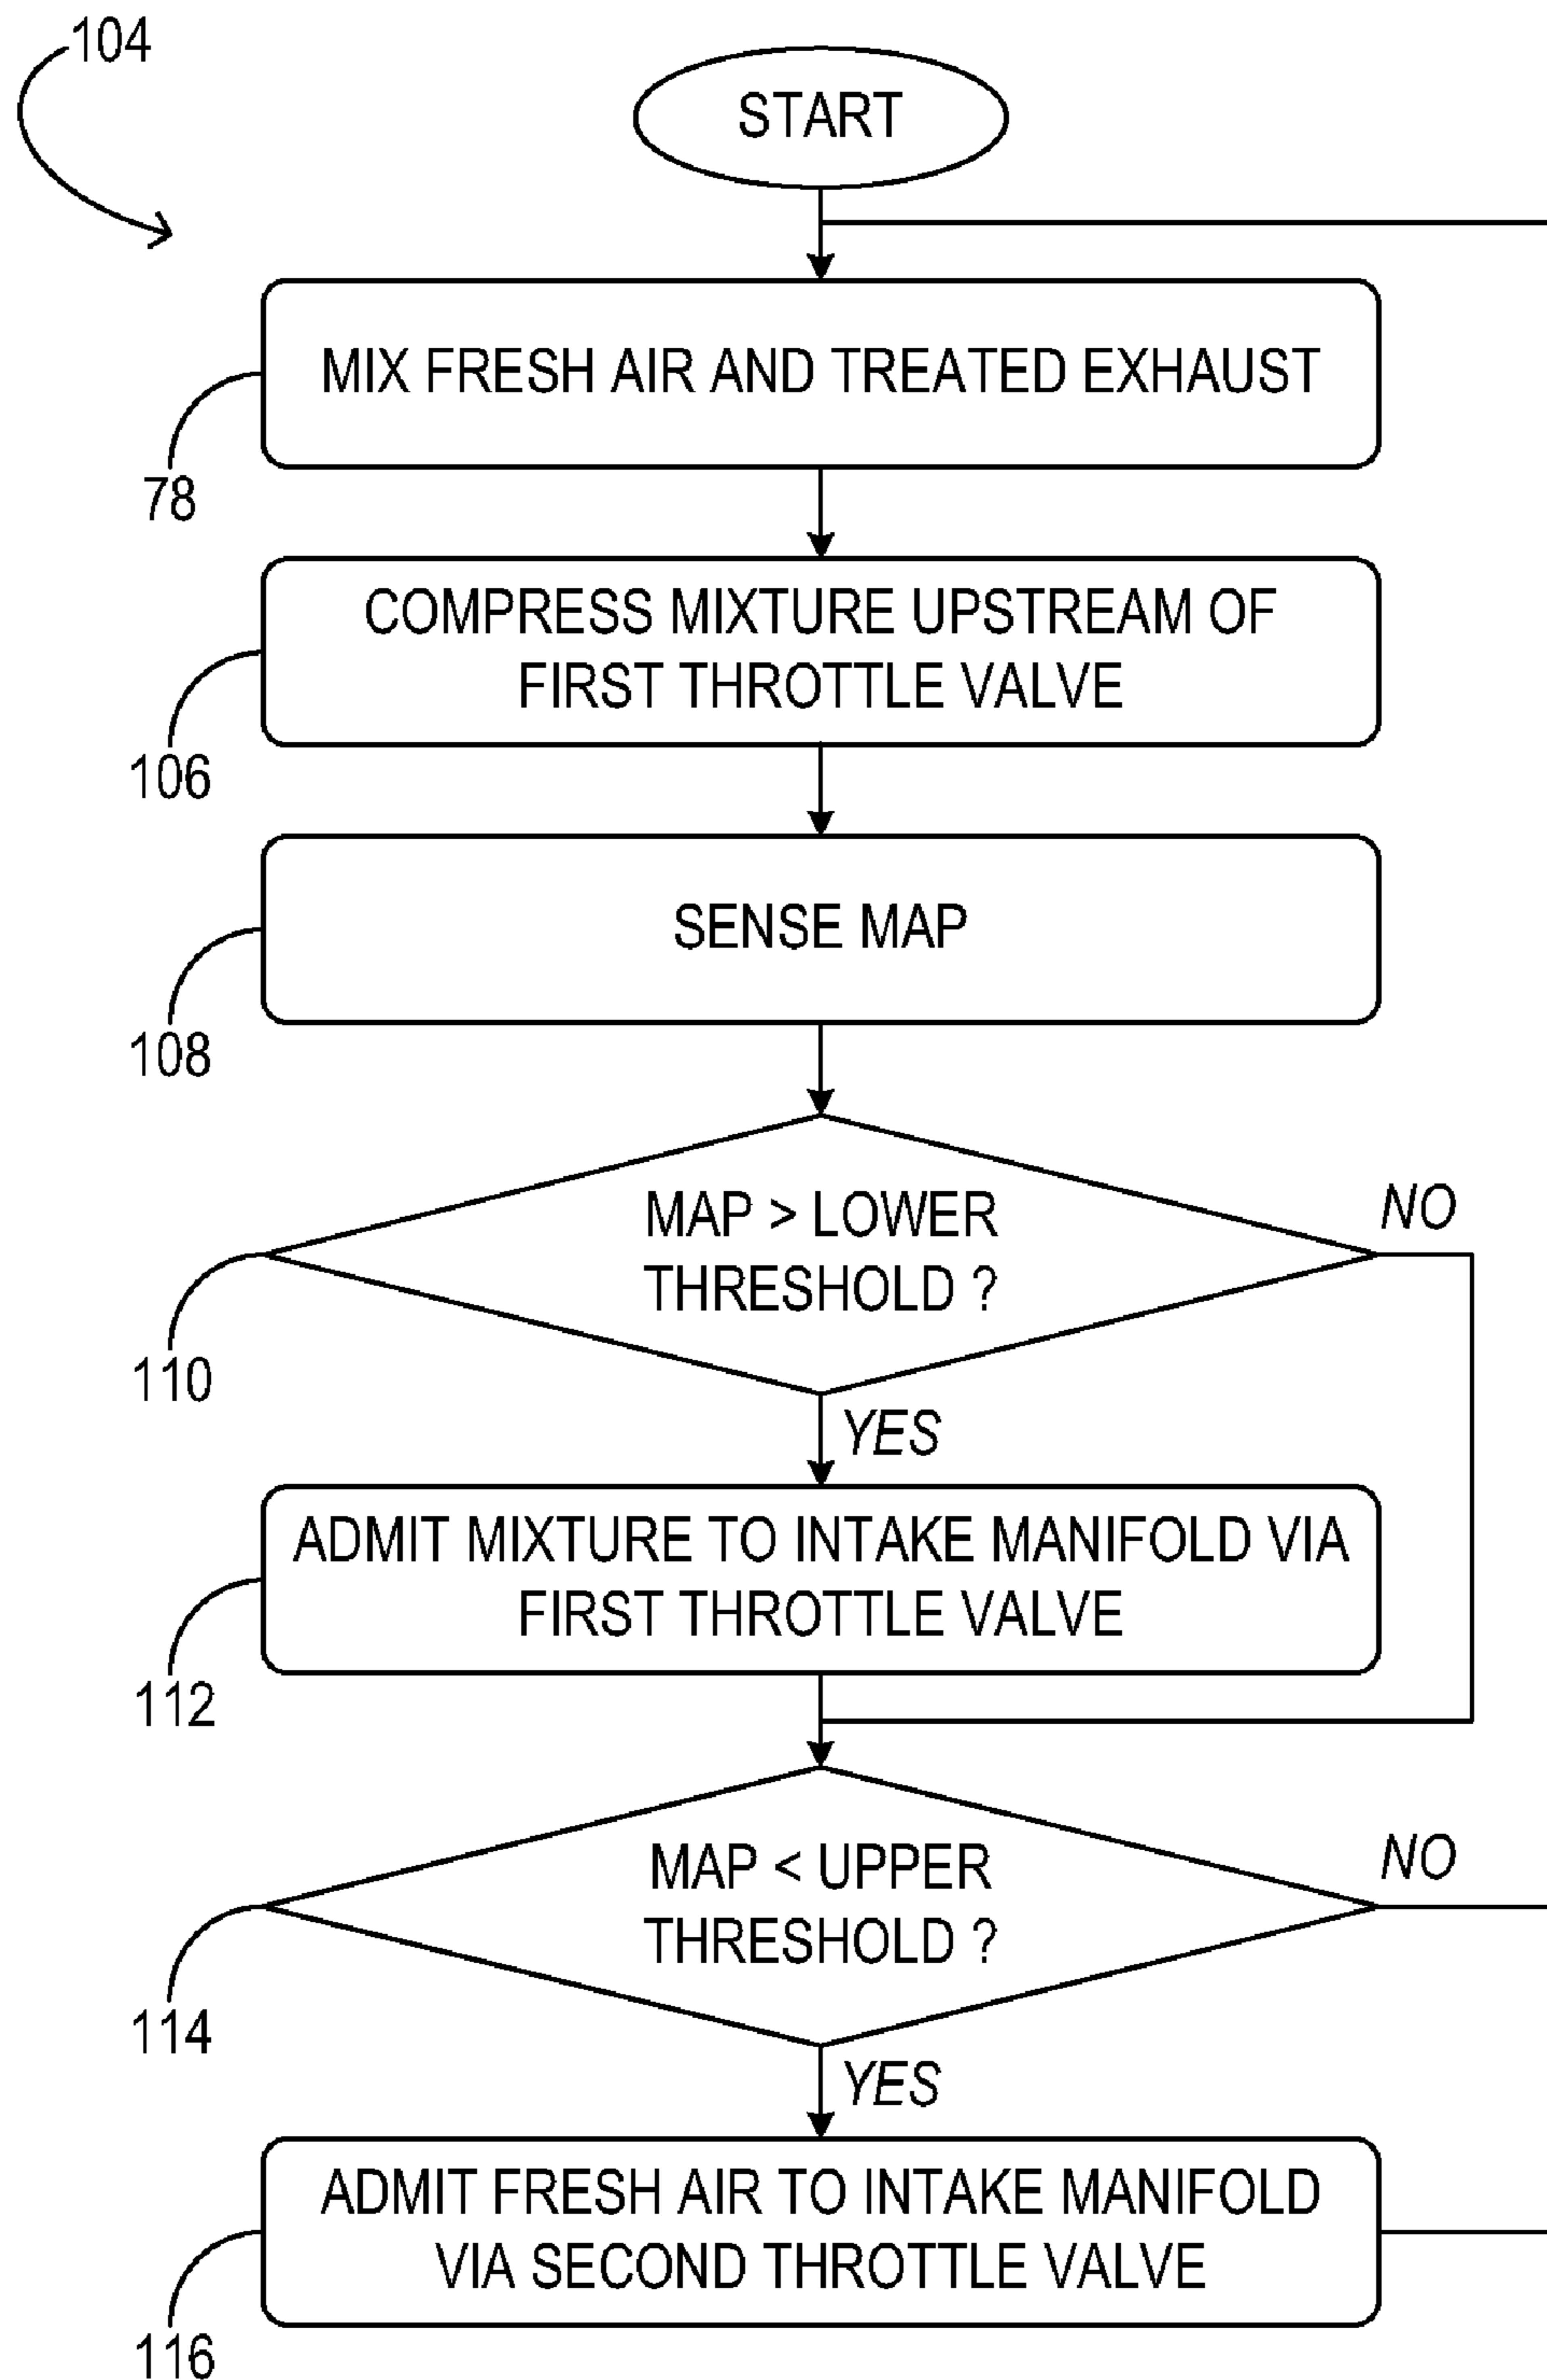 104
START
MIX FRESH AIR AND TREATED EXHAUST
78
COMPRESS MIXTURE UPSTREAM OF
FIRST THROTTLE VALVE
106
SENSE MAP
108
MAP > LOWER
THRESHOLD ?
NO
110
YES
ADMIT MIXTURE TO INTAKE MANIFOLD VIA
FIRST THROTTLE VALVE
112
MAP < UPPER
THRESHOLD ?
NO
114
YES
ADMIT FRESH AIR TO INTAKE MANIFOLD
VIA SECOND THROTTLE VALVE
116